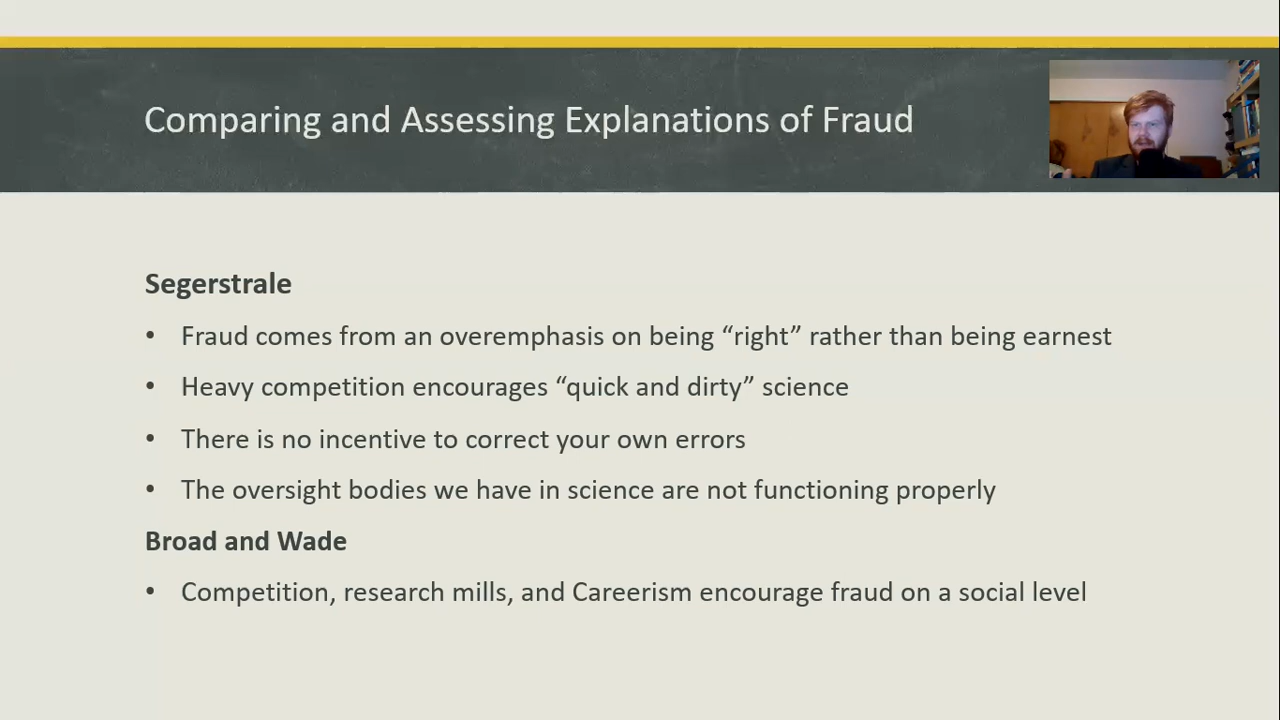 Comparing and Assessing Explanations of Fraud
Segerstrale
• Fraud comes from an overemphasis on being “right” rather than being earnest
• Heavy competition encourages “quick and dirty” science
• There is no incentive to correct your own errors
• The oversight bodies we have in science are not functioning properly
Broad and Wade
• Competition, research mills, and Careerism encourage fraud on a social level